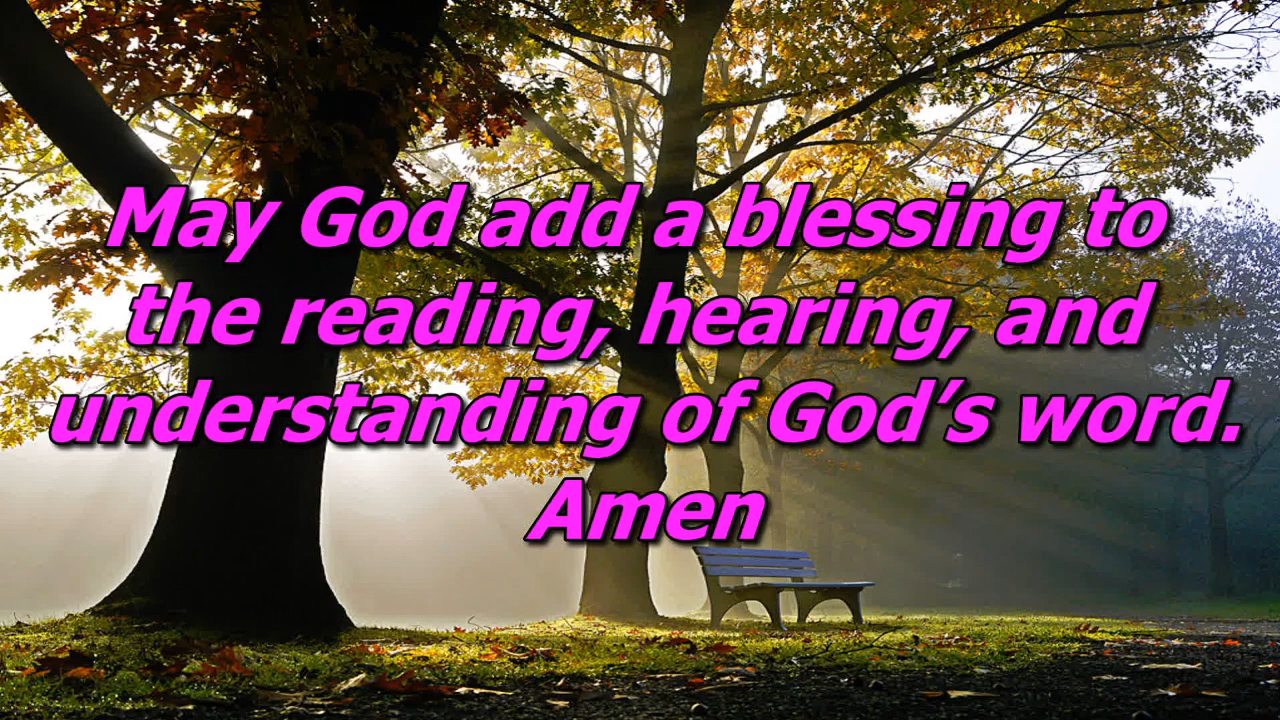 May God add a blessing to
the reading, hearing, and
understanding of God’s word.
Amen